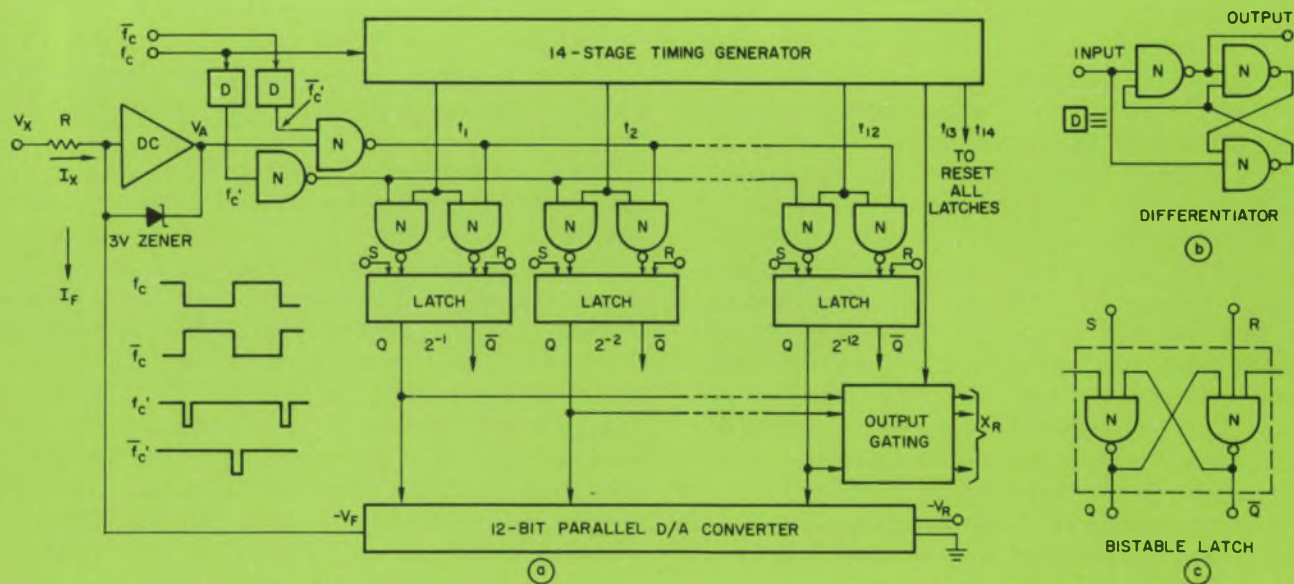 f̅c
fc
14-STAGE TIMING GENERATOR
D
D
f̅c'
VX
R
IX
DC
VA
N
N
fc'
3V ZENER
IF
t1
t2
t12
t13
t14
TO
RESET
ALL
LATCHES
N
N
N
N
N
N
S
R
S
R
S
R
LATCH
LATCH
LATCH
Q
2-1
Q̅
Q
2-2
Q̅
Q
2-12
Q̅
fc
f̅c
fc'
f̅c'
OUTPUT
GATING
XR
-VF
12-BIT PARALLEL D/A CONVERTER
-VR
a
OUTPUT
INPUT
N
N
D
N
DIFFERENTIATOR
b
S
R
N
N
Q
Q̅
BISTABLE LATCH
c